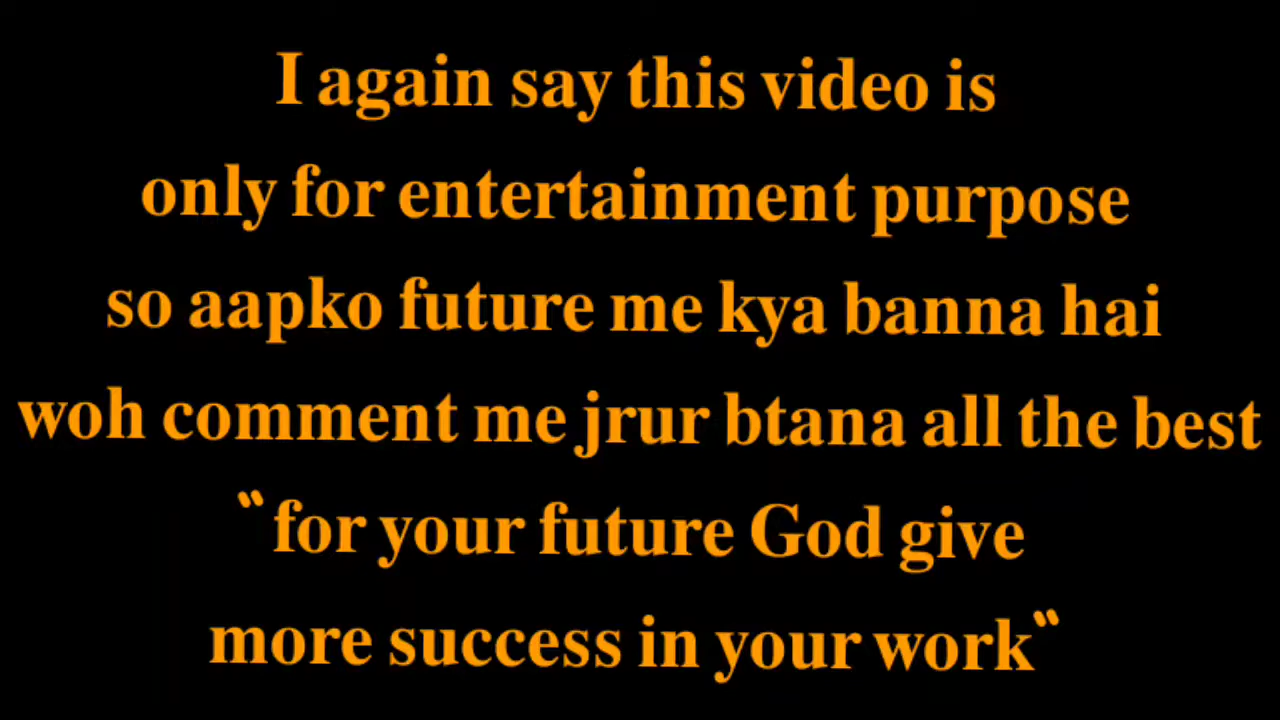 I again say this video is
only for entertainment purpose
so aapko future me kya banna hai
woh comment me jrur btana all the best
“for your future God give
more success in your work”